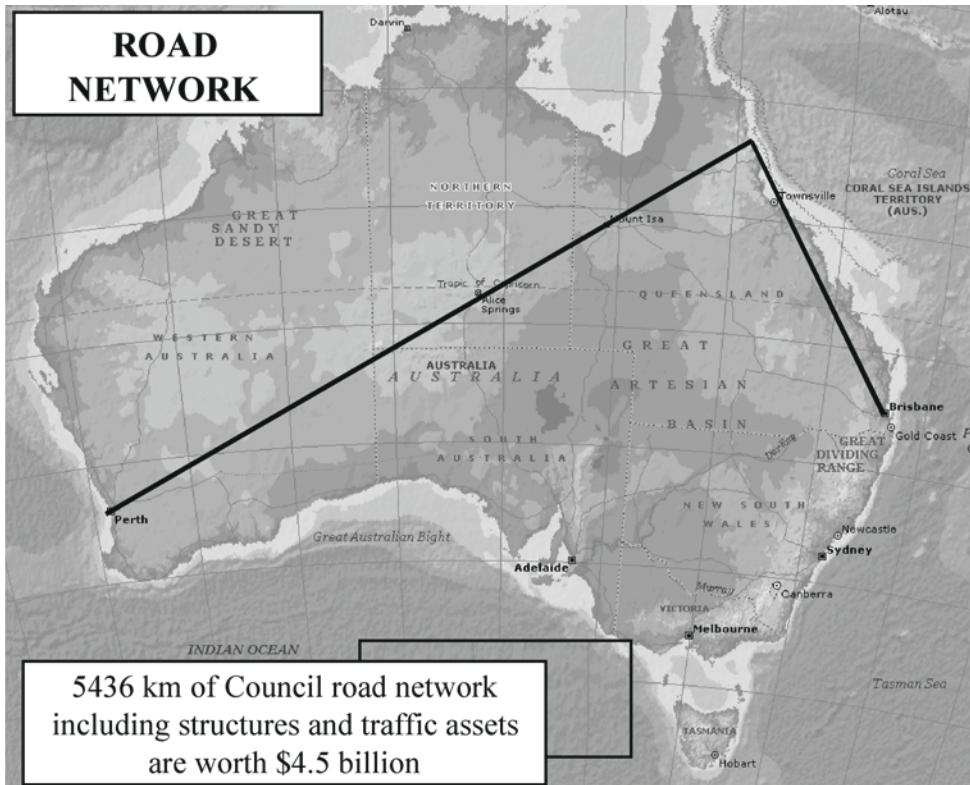 ROAD
NETWORK
Darwin
Alotau
Coral Sea
CORAL SEA ISLANDS
TERRITORY
(AUS.)
Townsville
NORTHERN
TERRITORY
GREAT
SANDY
DESERT
Mount Isa
Tropic of Capricorn
Alice
Springs
QUEENSLAND
WESTERN
AUSTRALIA
GREAT
AUSTRALIA
AUSTRALIA
ARTESIAN
BASIN
Brisbane
Gold Coast
SOUTH
AUSTRALIA
Darling
GREAT
DIVIDING
RANGE
NEW SOUTH
WALES
Perth
Great Australian Bight
Newcastle
Sydney
Adelaide
Murray
Canberra
VICTORIA
Melbourne
INDIAN OCEAN
Tasman Sea
TASMANIA
Hobart
5436 km of Council road network
including structures and traffic assets
are worth $4.5 billion